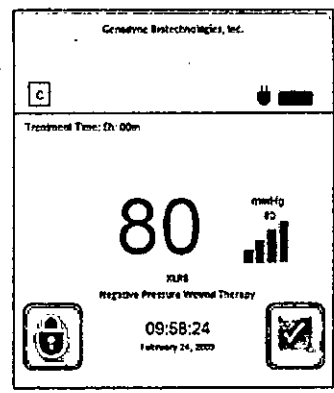 Genadyne Biotechnologies, Inc.
C
Treatment Time: 0h: 00m
80
mmHg
80
XLR8
Negative Pressure Wound Therapy
09:58:24
February 24, 2009